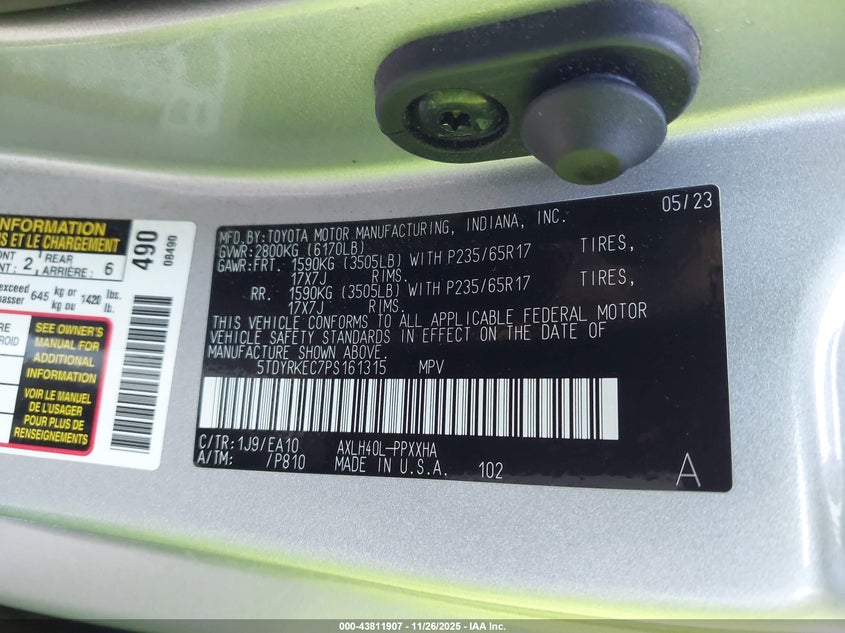 INFORMATION
S ET LE CHARGEMENT
2 REAR 6
ARRIÈRE:
exceed 645 kg or 1420 lbs.
kg ou lb.
490
08490
SEE OWNER'S
MANUAL FOR
ADDITIONAL
INFORMATION
VOIR LE MANUEL
DE L'USAGER
POUR PLUS DE
RENSEIGNEMENTS
MFD.BY:TOYOTA MOTOR MANUFACTURING, INDIANA, INC. 05/23
GVWR:2800KG (6170LB)
GAWR:FRT. 1590KG (3505LB) WITH P235/65R17 TIRES,
17X7J RIMS.
RR. 1590KG (3505LB) WITH P235/65R17 TIRES,
17X7J RIMS.
THIS VEHICLE CONFORMS TO ALL APPLICABLE FEDERAL MOTOR
VEHICLE SAFETY STANDARDS IN EFFECT ON THE DATE OF
MANUFACTURE SHOWN ABOVE.
5TDYRKEC7PS161315 MPV
C/TR:1J9/EA10 AXLH40L-PPXXHA
A/TM: /P810 MADE IN U.S.A. 102 A
000-43811907 - 11/26/2025 - IAA Inc.